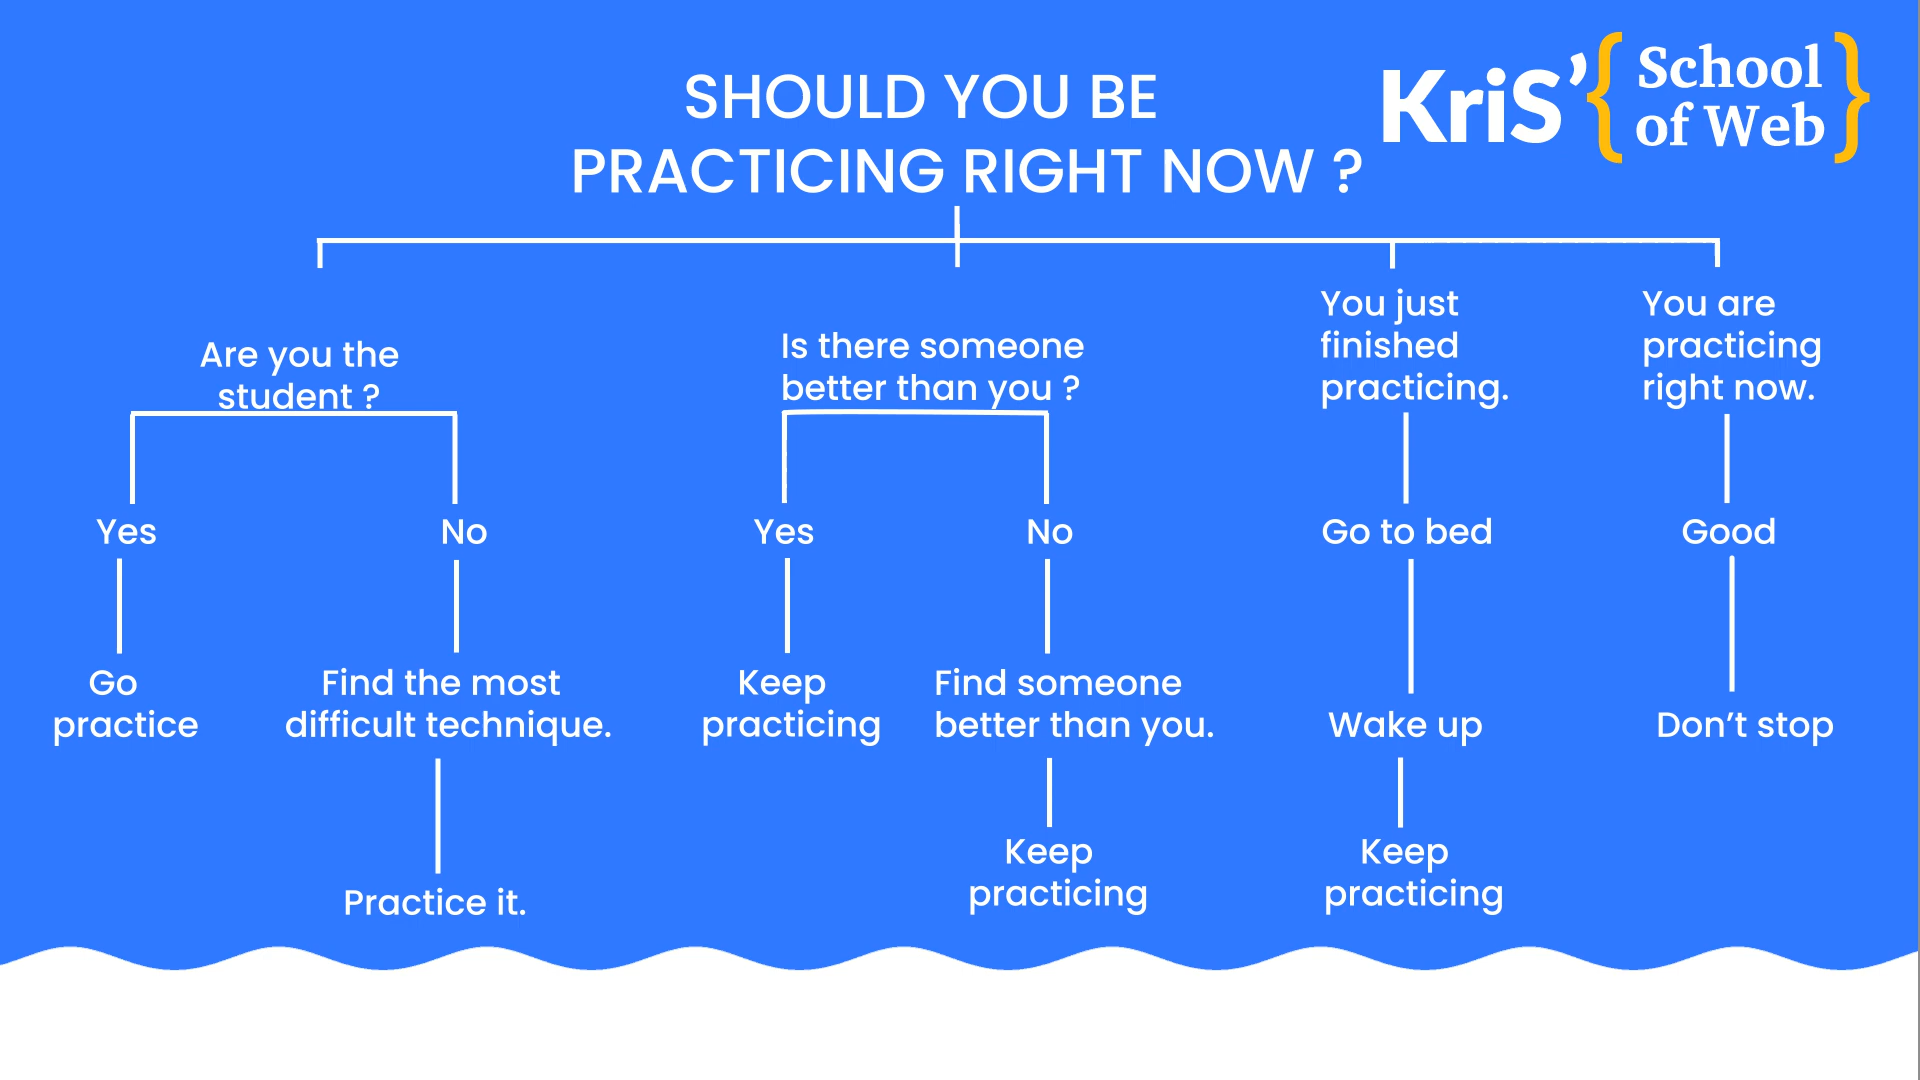 SHOULD YOU BE
PRACTICING RIGHT NOW ?
KriS’{ School
of Web }
Are you the
student ?
Yes
Go
practice
No
Find the most
difficult technique.
Practice it.
Is there someone
better than you ?
Yes
Keep
practicing
No
Find someone
better than you.
Keep
practicing
You just
finished
practicing.
Go to bed
Wake up
Keep
practicing
You are
practicing
right now.
Good
Don’t stop